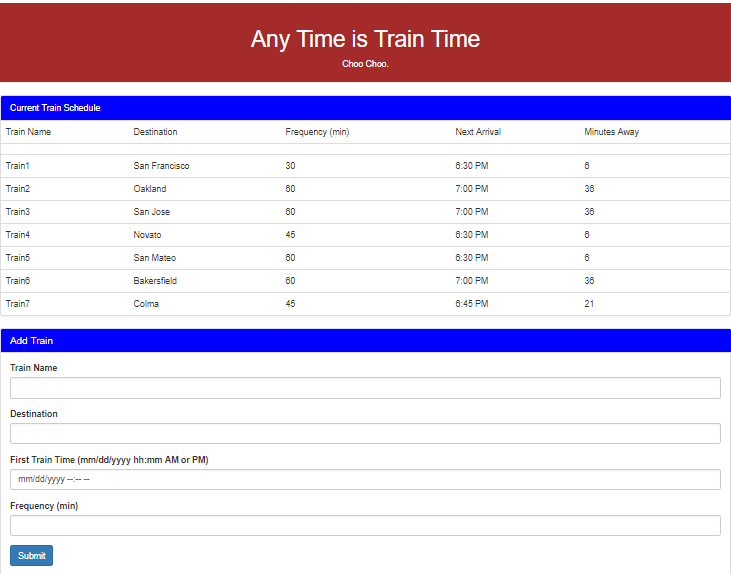 Any Time is Train Time
Choo Choo.
Current Train Schedule
Train Name Destination Frequency (min) Next Arrival Minutes Away
Train1 San Francisco 30 6:30 PM 6
Train2 Oakland 60 7:00 PM 36
Train3 San Jose 60 7:00 PM 36
Train4 Novato 45 6:30 PM 6
Train5 San Mateo 60 6:30 PM 6
Train6 Bakersfield 60 7:00 PM 36
Train7 Colma 45 6:45 PM 21
Add Train
Train Name
Destination
First Train Time (mm/dd/yyyy hh:mm AM or PM)
mm/dd/yyyy --:-- --
Frequency (min)
Submit